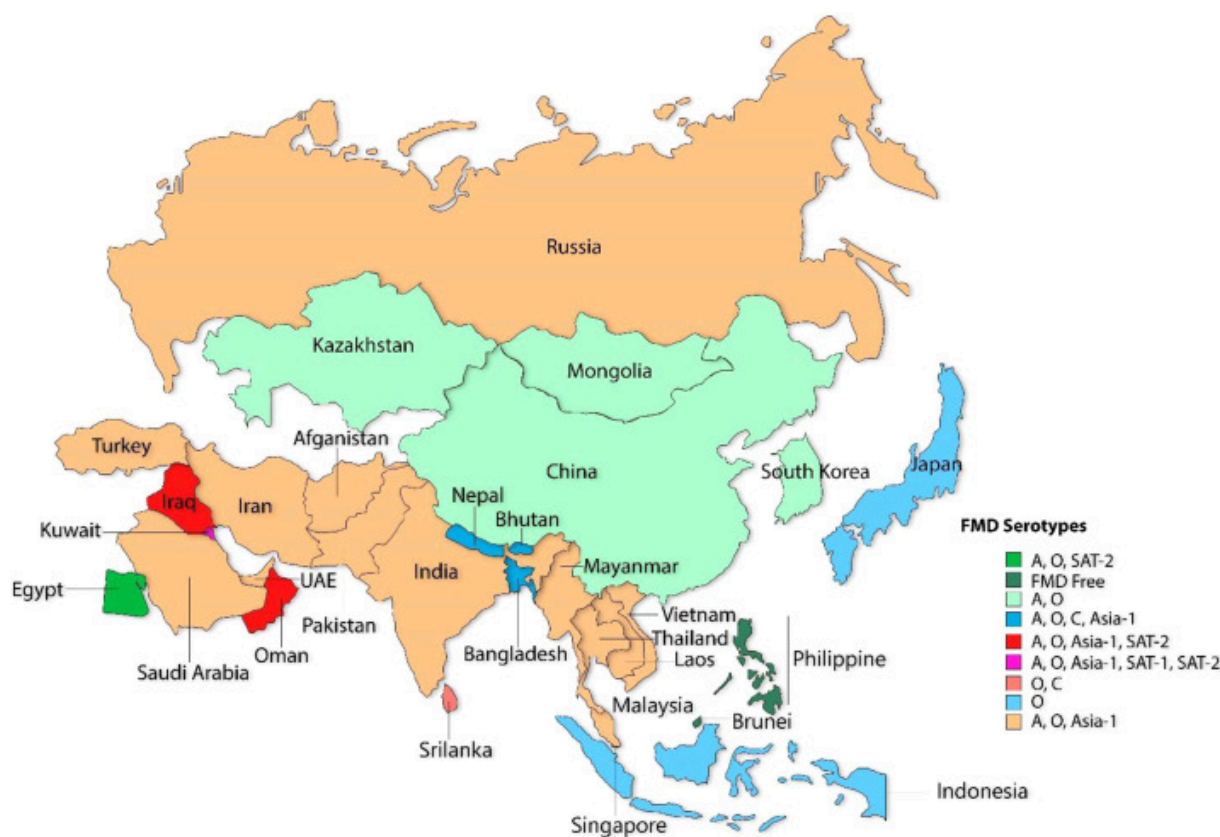 Russia
Kazakhstan
Mongolia
Turkey
Afganistan
China
South Korea
Japan
Iraq
Iran
Nepal
Bhutan
Kuwait
India
Mayanmar
Egypt
UAE
Pakistan
Vietnam
Thailand
Bangladesh
Laos
Saudi Arabia
Oman
Philippine
Malaysia
Brunei
Srilanka
Indonesia
Singapore
FMD Serotypes
A, O, SAT-2
FMD Free
A, O
A, O, C, Asia-1
A, O, Asia-1, SAT-2
A, O, Asia-1, SAT-1, SAT-2
O, C
O
A, O, Asia-1